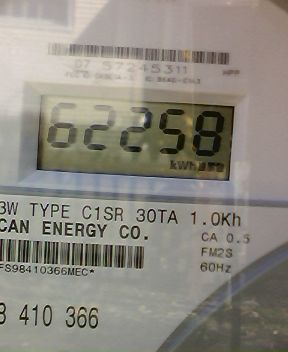 07 57245311
62258
kWh
3W TYPE C1SR 30TA 1.0Kh
CAN ENERGY CO.
CA 0.5
FM2S
60Hz
FS98410366MEC*
8 410 366